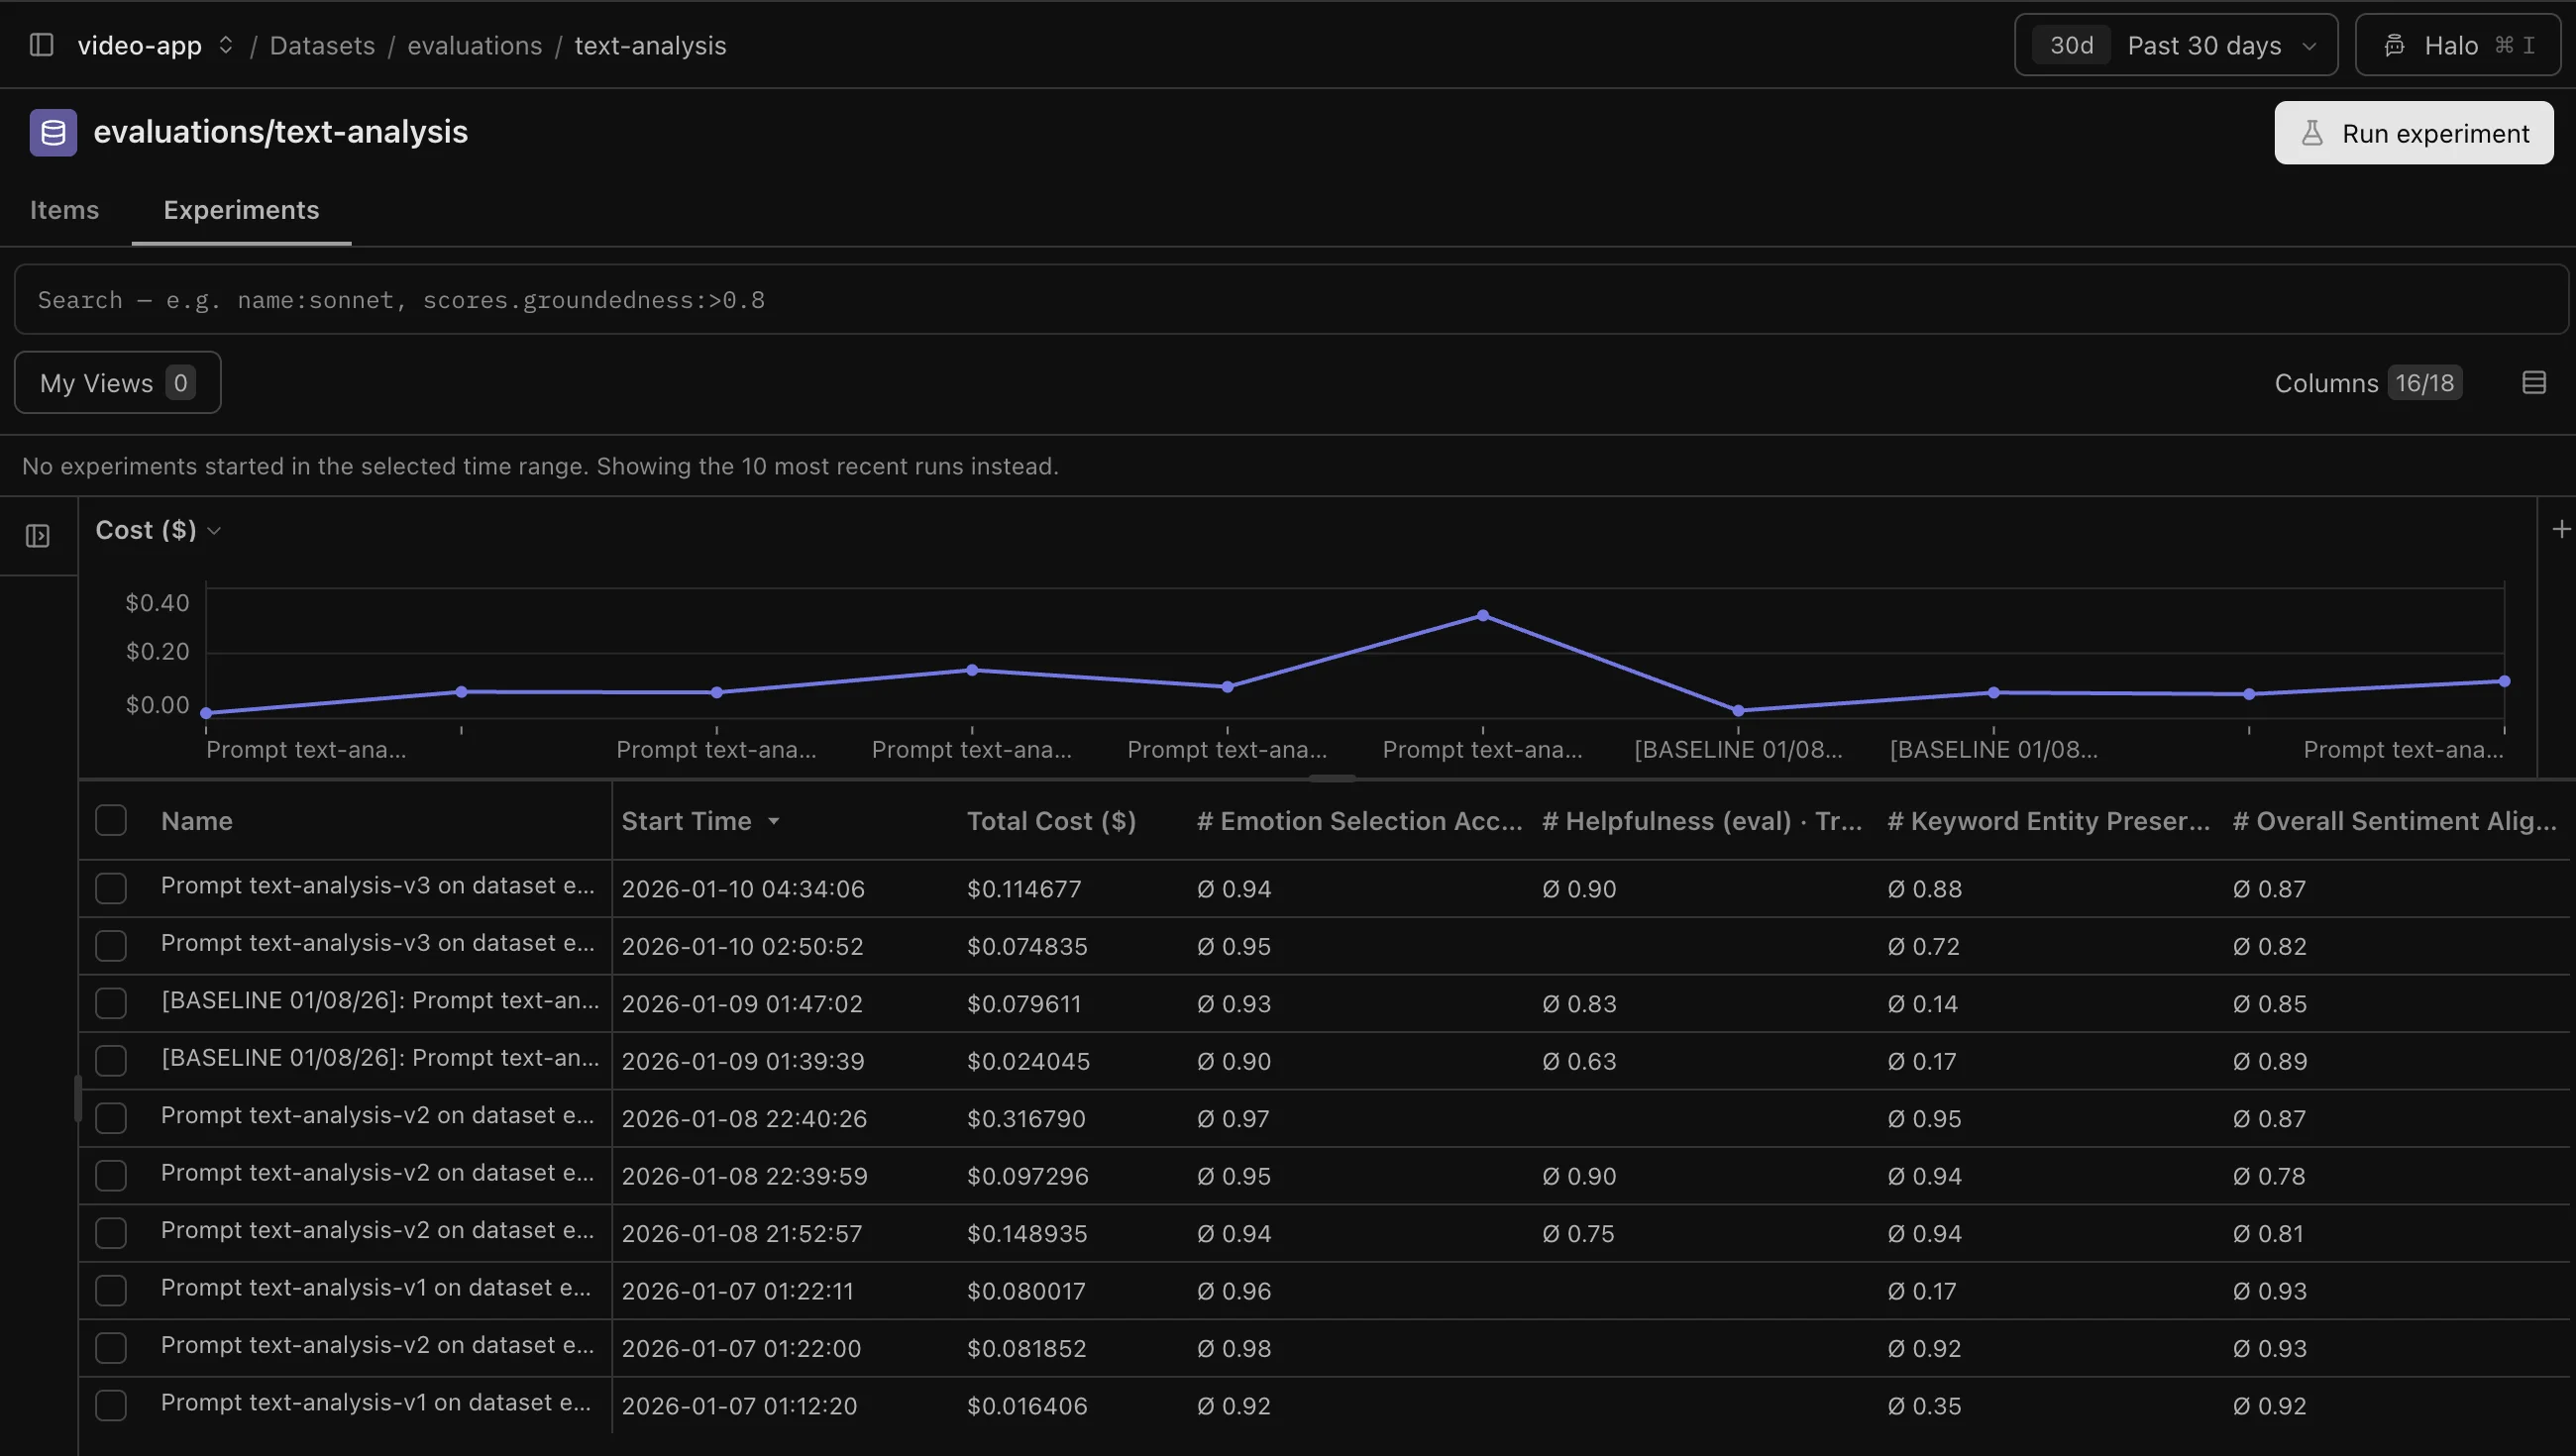 video-app / Datasets / evaluations / text-analysis 30d Past 30 days Halo ⌘ I
evaluations/text-analysis Run experiment
Items Experiments
Search — e.g. name:sonnet, scores.groundedness:>0.8
My Views 0 Columns 16/18
No experiments started in the selected time range. Showing the 10 most recent runs instead.
Cost ($) +
$0.40
$0.20
$0.00
Prompt text-ana... Prompt text-ana... Prompt text-ana... Prompt text-ana... Prompt text-ana... [BASELINE 01/08... [BASELINE 01/08... Prompt text-ana...
Name Start Time Total Cost ($) # Emotion Selection Acc... # Helpfulness (eval) · Tr... # Keyword Entity Preser... # Overall Sentiment Alig...
Prompt text-analysis-v3 on dataset e... 2026-01-10 04:34:06 $0.114677 Ø 0.94 Ø 0.90 Ø 0.88 Ø 0.87
Prompt text-analysis-v3 on dataset e... 2026-01-10 02:50:52 $0.074835 Ø 0.95 Ø 0.72 Ø 0.82
[BASELINE 01/08/26]: Prompt text-an... 2026-01-09 01:47:02 $0.079611 Ø 0.93 Ø 0.83 Ø 0.14 Ø 0.85
[BASELINE 01/08/26]: Prompt text-an... 2026-01-09 01:39:39 $0.024045 Ø 0.90 Ø 0.63 Ø 0.17 Ø 0.89
Prompt text-analysis-v2 on dataset e... 2026-01-08 22:40:26 $0.316790 Ø 0.97 Ø 0.95 Ø 0.87
Prompt text-analysis-v2 on dataset e... 2026-01-08 22:39:59 $0.097296 Ø 0.95 Ø 0.90 Ø 0.94 Ø 0.78
Prompt text-analysis-v2 on dataset e... 2026-01-08 21:52:57 $0.148935 Ø 0.94 Ø 0.75 Ø 0.94 Ø 0.81
Prompt text-analysis-v1 on dataset e... 2026-01-07 01:22:11 $0.080017 Ø 0.96 Ø 0.17 Ø 0.93
Prompt text-analysis-v2 on dataset e... 2026-01-07 01:22:00 $0.081852 Ø 0.98 Ø 0.92 Ø 0.93
Prompt text-analysis-v1 on dataset e... 2026-01-07 01:12:20 $0.016406 Ø 0.92 Ø 0.35 Ø 0.92